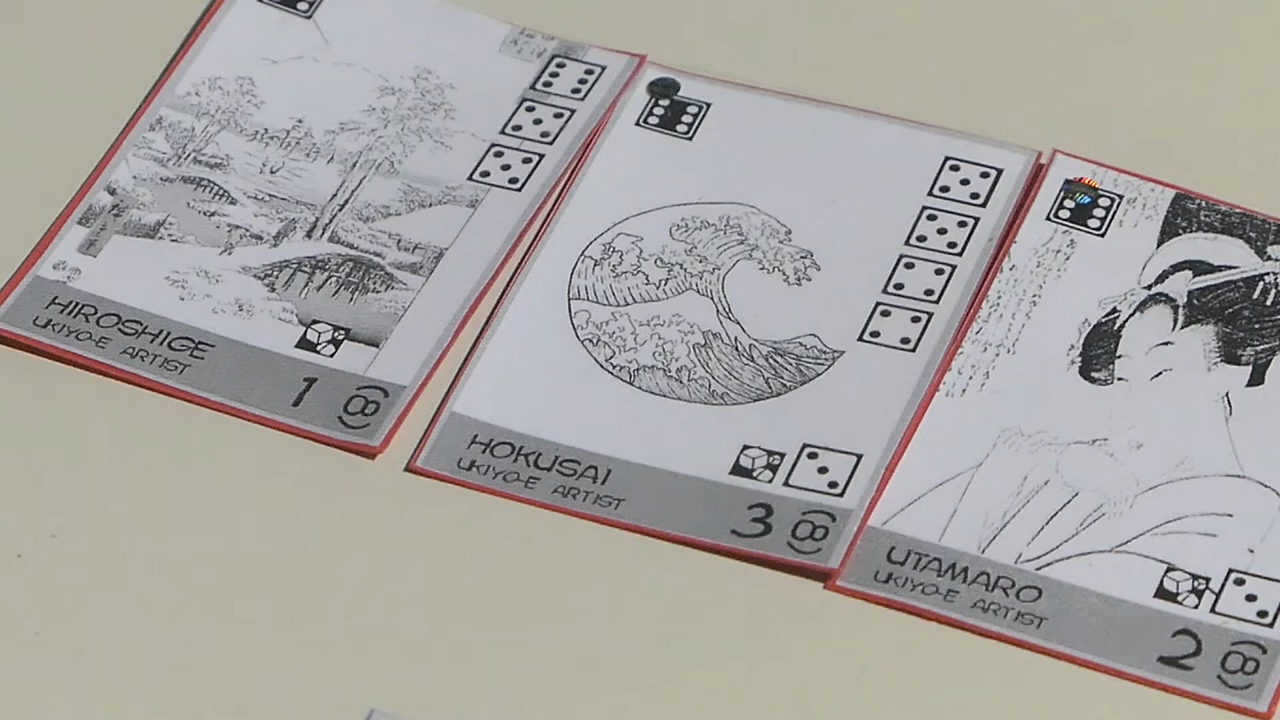 HIROSHIGE
UKIYO-E ARTIST
1
HOKUSAI
UKIYO-E ARTIST
3
UTAMARO
UKIYO-E ARTIST
2